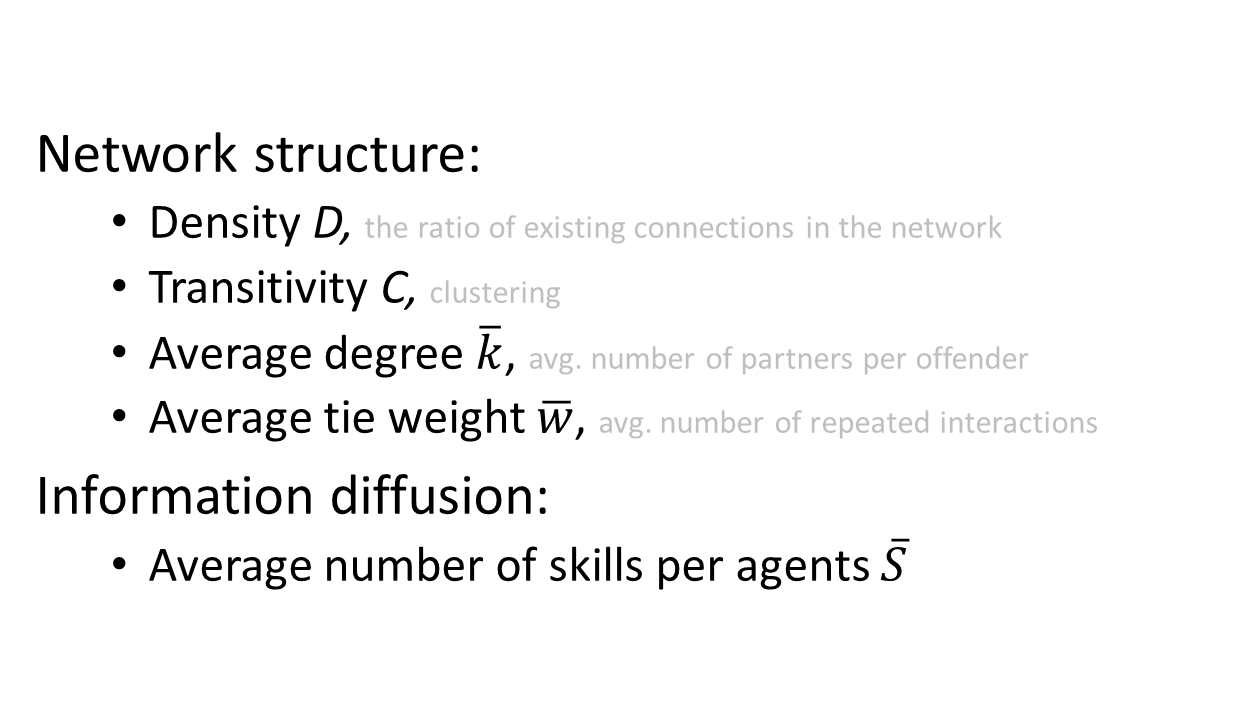 Network structure:
• Density D, the ratio of existing connections in the network
• Transitivity C, clustering
• Average degree k̄, avg. number of partners per offender
• Average tie weight w̄, avg. number of repeated interactions
Information diffusion:
• Average number of skills per agents S̄